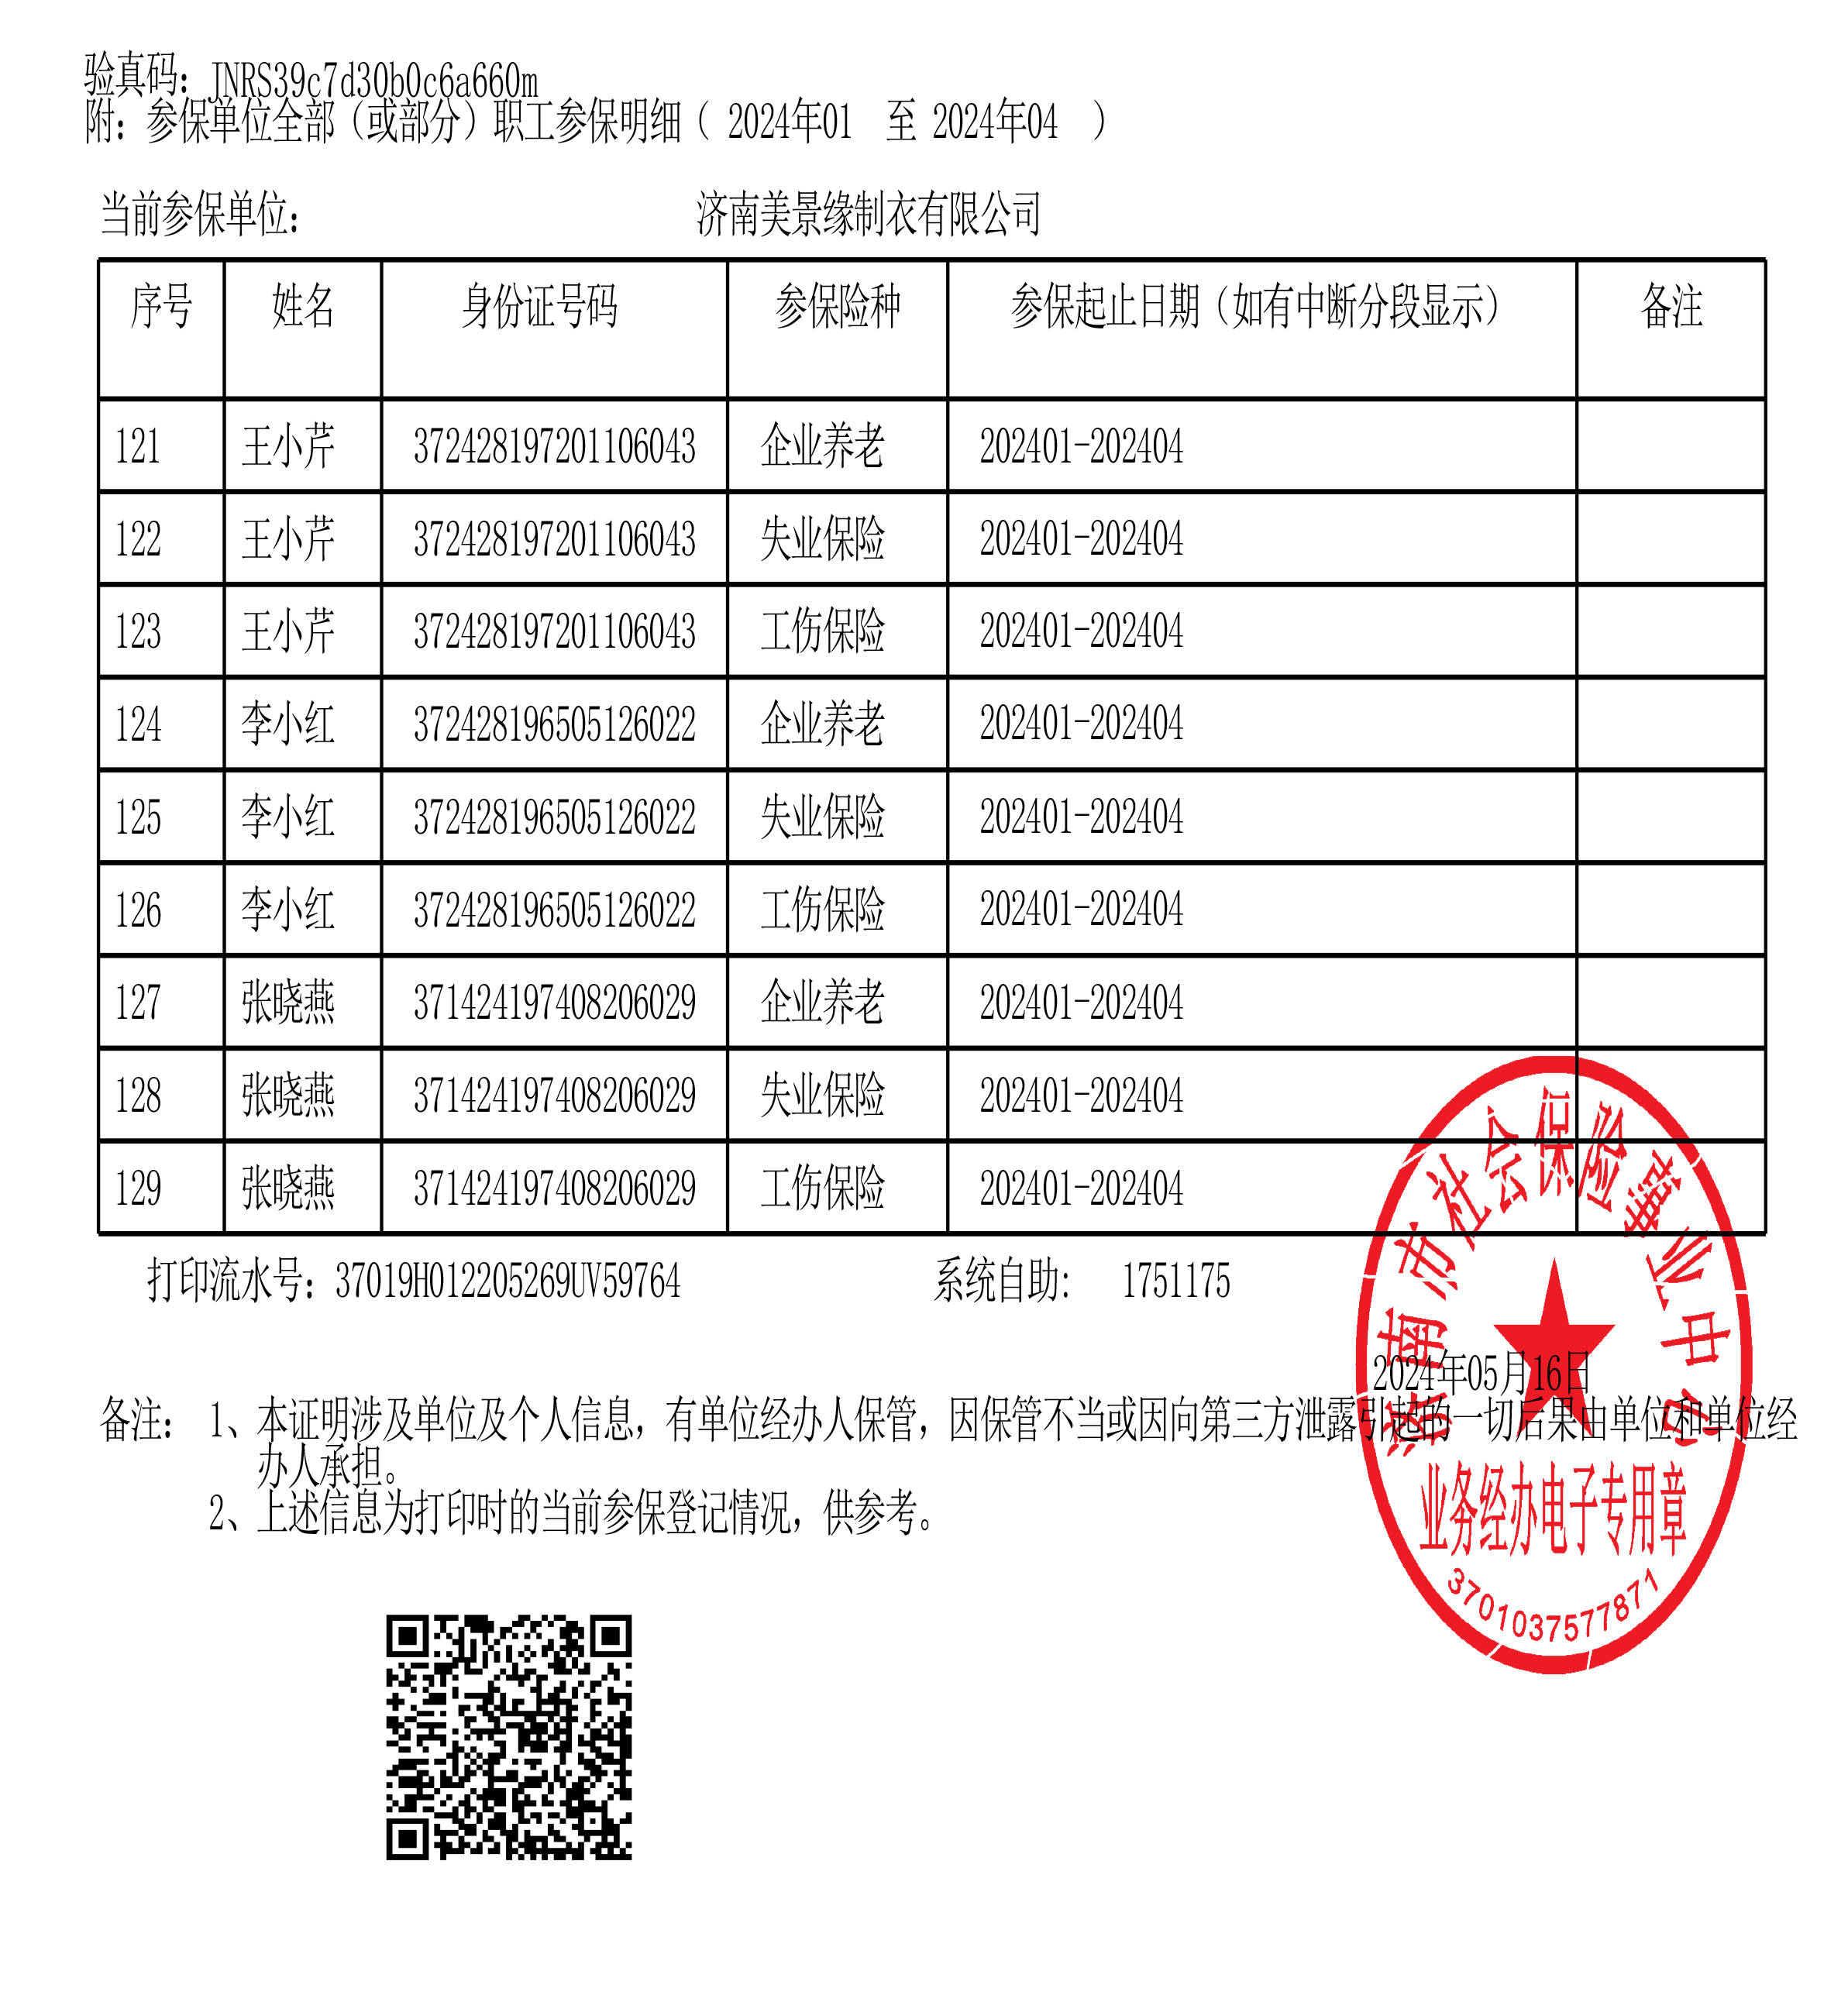 验真码：JNRS39c7d30b0c6a660m
附：参保单位全部（或部分）职工参保明细（ 2024年01 至 2024年04 ）
当前参保单位： 济南美景缘制衣有限公司
序号 姓名 身份证号码 参保险种 参保起止日期（如有中断分段显示） 备注
121 王小芹 372428197201106043 企业养老 202401-202404
122 王小芹 372428197201106043 失业保险 202401-202404
123 王小芹 372428197201106043 工伤保险 202401-202404
124 李小红 372428196505126022 企业养老 202401-202404
125 李小红 372428196505126022 失业保险 202401-202404
126 李小红 372428196505126022 工伤保险 202401-202404
127 张晓燕 371424197408206029 企业养老 202401-202404
128 张晓燕 371424197408206029 失业保险 202401-202404
129 张晓燕 371424197408206029 工伤保险 202401-202404
打印流水号：37019H012205269UV59764 系统自助: 1751175
2024年05月16日
备注： 1、本证明涉及单位及个人信息，有单位经办人保管，因保管不当或因向第三方泄露引起的一切后果由单位和单位经
办人承担。
2、上述信息为打印时的当前参保登记情况，供参考。
济南市社会保险事业中心
业务经办电子专用章
3701037577871